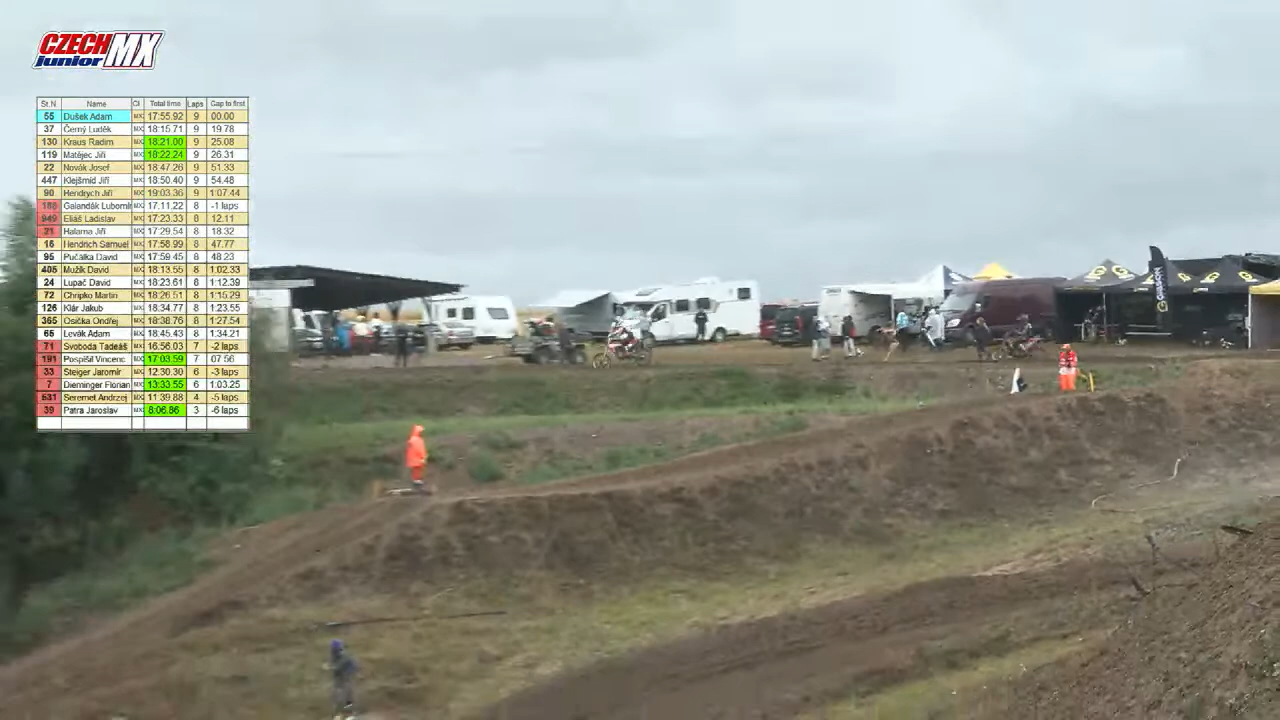 CZECH MX
junior
St.N Name Cl Total time Laps Gap to first
55 Dušek Adam MX 17:55.92 9 00.00
37 Černý Luděk MX 18:15.71 9 19.78
130 Kraus Radim MX 18:21.00 9 25.08
119 Matějec Jiří MX 18:22.24 9 26.31
22 Novák Josef MX 18:47.26 9 51.33
447 Klejšmíd Jiří MX 18:50.40 9 54.48
90 Hendrych Jiří MX 19:03.36 9 1:07.44
188 Galandák Lubomír MX 17:11.22 8 -1 laps
949 Eliáš Ladislav MX 17:23.33 8 12.11
21 Halama Jiří MX 17:29.54 8 18.32
16 Hendrich Samuel MX 17:58.99 8 47.77
95 Pučálka David MX 17:59.45 8 48.23
405 Mužík David MX 18:13.55 8 1:02.33
24 Lupač David MX 18:23.61 8 1:12.39
72 Chripko Martin MX 18:26.51 8 1:15.29
126 Klár Jakub MX 18:34.77 8 1:23.55
365 Osička Ondřej MX 18:38.76 8 1:27.54
65 Levák Adam MX 18:45.43 8 1:34.21
71 Svoboda Tadeáš MX 16:56.03 7 -2 laps
191 Pospíšil Vincenc MX 17:03.59 7 07.56
33 Steiger Jaromír MX 12:30.30 6 -3 laps
7 Dieminger Florian MX 13:33.55 6 1:03.25
531 Seremet Andrzej MX 11:39.88 4 -5 laps
39 Patra Jaroslav MX 8:06.86 3 -6 laps